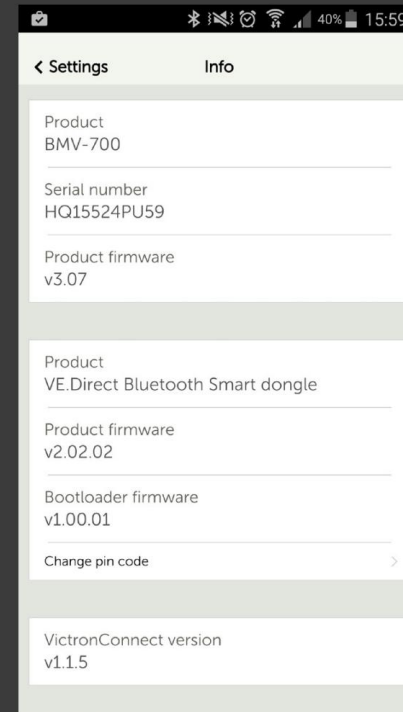 40% 15:59
Settings Info
Product
BMV-700
Serial number
HQ15524PU59
Product firmware
v3.07
Product
VE.Direct Bluetooth Smart dongle
Product firmware
v2.02.02
Bootloader firmware
v1.00.01
Change pin code
VictronConnect version
v1.1.5